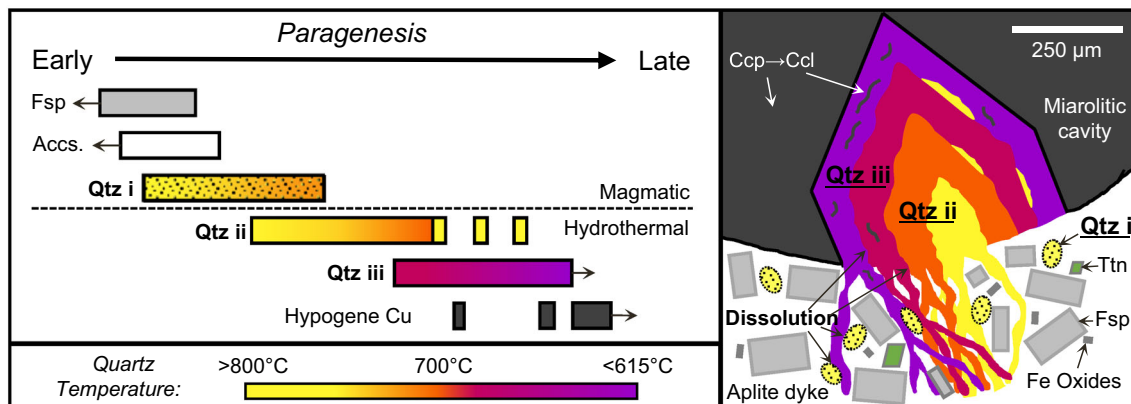 Paragenesis
Early
Late
Fsp
Accs.
Qtz i
Magmatic
Qtz ii
Hydrothermal
Qtz iii
Hypogene Cu
Quartz
Temperature:
>800°C
700°C
<615°C
250 µm
Ccp→Ccl
Miarolitic
cavity
Qtz iii
Qtz ii
Qtz i
Ttn
Dissolution
Fsp
Aplite dyke
Fe Oxides